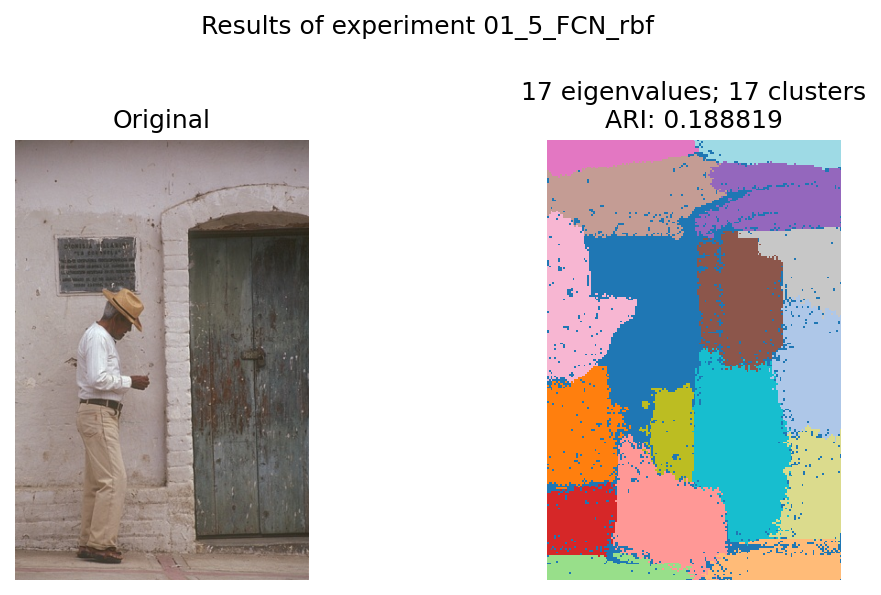 Results of experiment 01_5_FCN_rbf
Original
17 eigenvalues; 17 clusters
ARI: 0.188819